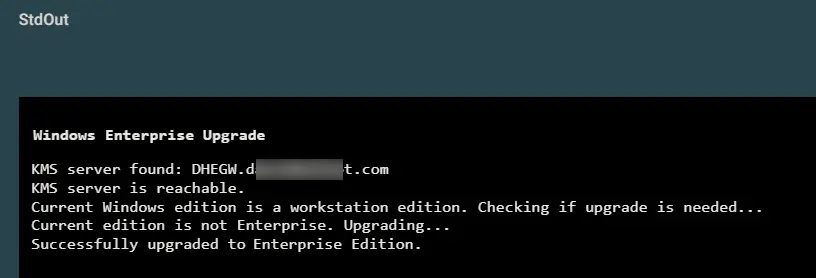 StdOut
Windows Enterprise Upgrade
KMS server found: DHEGW.d t.com
KMS server is reachable.
Current Windows edition is a workstation edition. Checking if upgrade is needed...
Current edition is not Enterprise. Upgrading...
Successfully upgraded to Enterprise Edition.